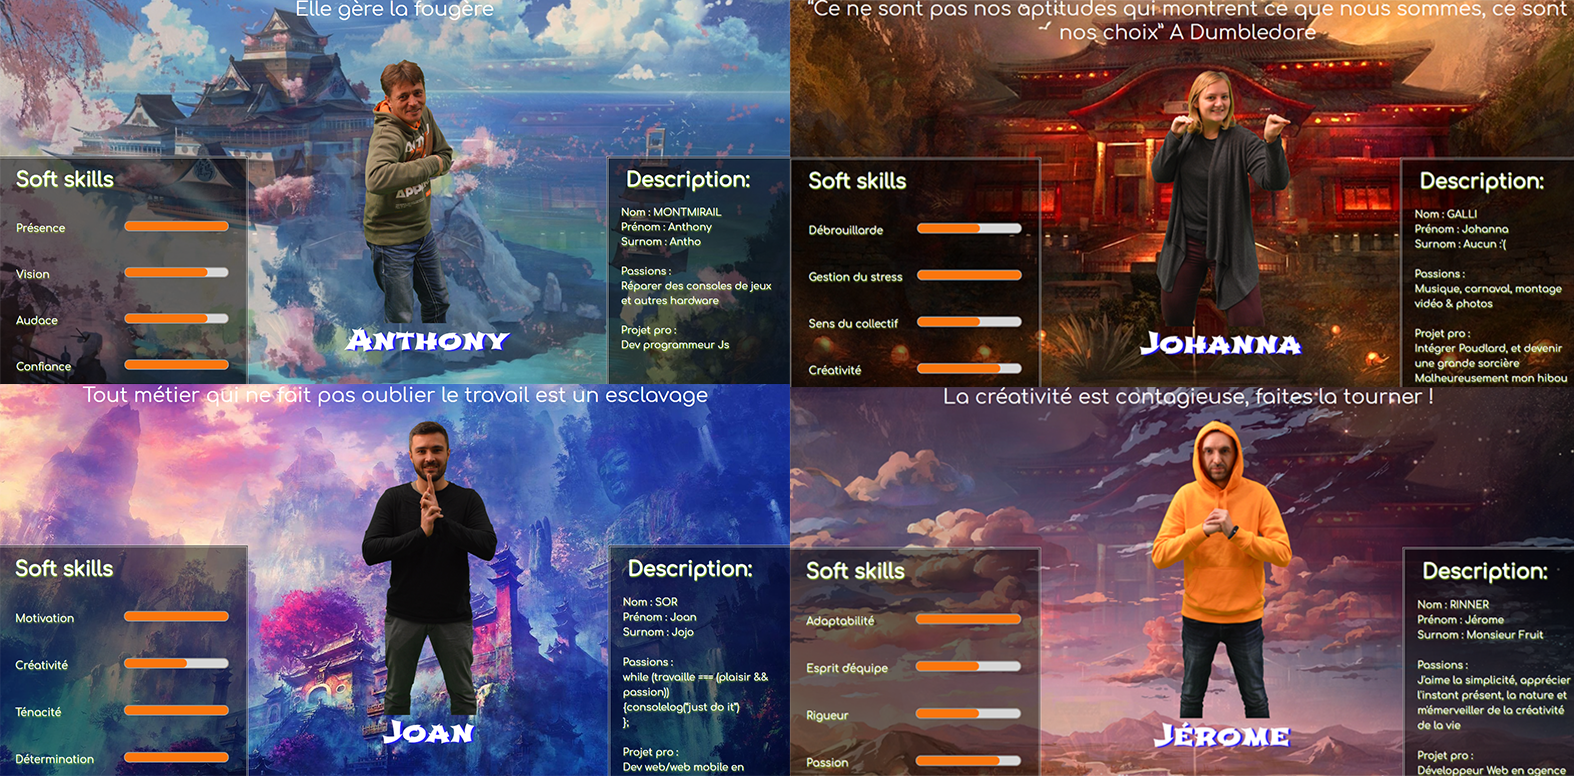 Elle gère la fougère
Soft skills
Présence
Vision
Audace
Confiance
ANTHONY
Description:
Nom : MONTMIRAIL
Prénom : Anthony
Surnom : Antho
Passions :
Réparer des consoles de jeux
et autres hardware
Projet pro :
Dev programmeur Js
“Ce ne sont pas nos aptitudes qui montrent ce que nous sommes, ce sont
nos choix” A Dumbledore
Soft skills
Débrouillarde
Gestion du stress
Sens du collectif
Créativité
JOHANNA
Description:
Nom : GALLI
Prénom : Johanna
Surnom : Aucun :'(
Passions :
Musique, carnaval, montage
vidéo & photos
Projet pro :
Intégrer Poudlard, et devenir
une grande sorcière
Malheureusement mon hibou
Tout métier qui ne fait pas oublier le travail est un esclavage
Soft skills
Motivation
Créativité
Ténacité
Détermination
JOAN
Description:
Nom : SOR
Prénom : Joan
Surnom : Jojo
Passions :
while (travaille === (plaisir &&
passion))
{consolelog("just do it")
};
Projet pro :
Dev web/web mobile en
La créativité est contagieuse, faites la tourner !
Soft skills
Adaptabilité
Esprit d'équipe
Rigueur
Passion
JÉROME
Description:
Nom : RINNER
Prénom : Jérome
Surnom : Monsieur Fruit
Passions :
J'aime la simplicité, apprécier
l'instant présent, la nature et
m'émerveiller de la créativité
de la vie
Projet pro :
Développeur Web en agence